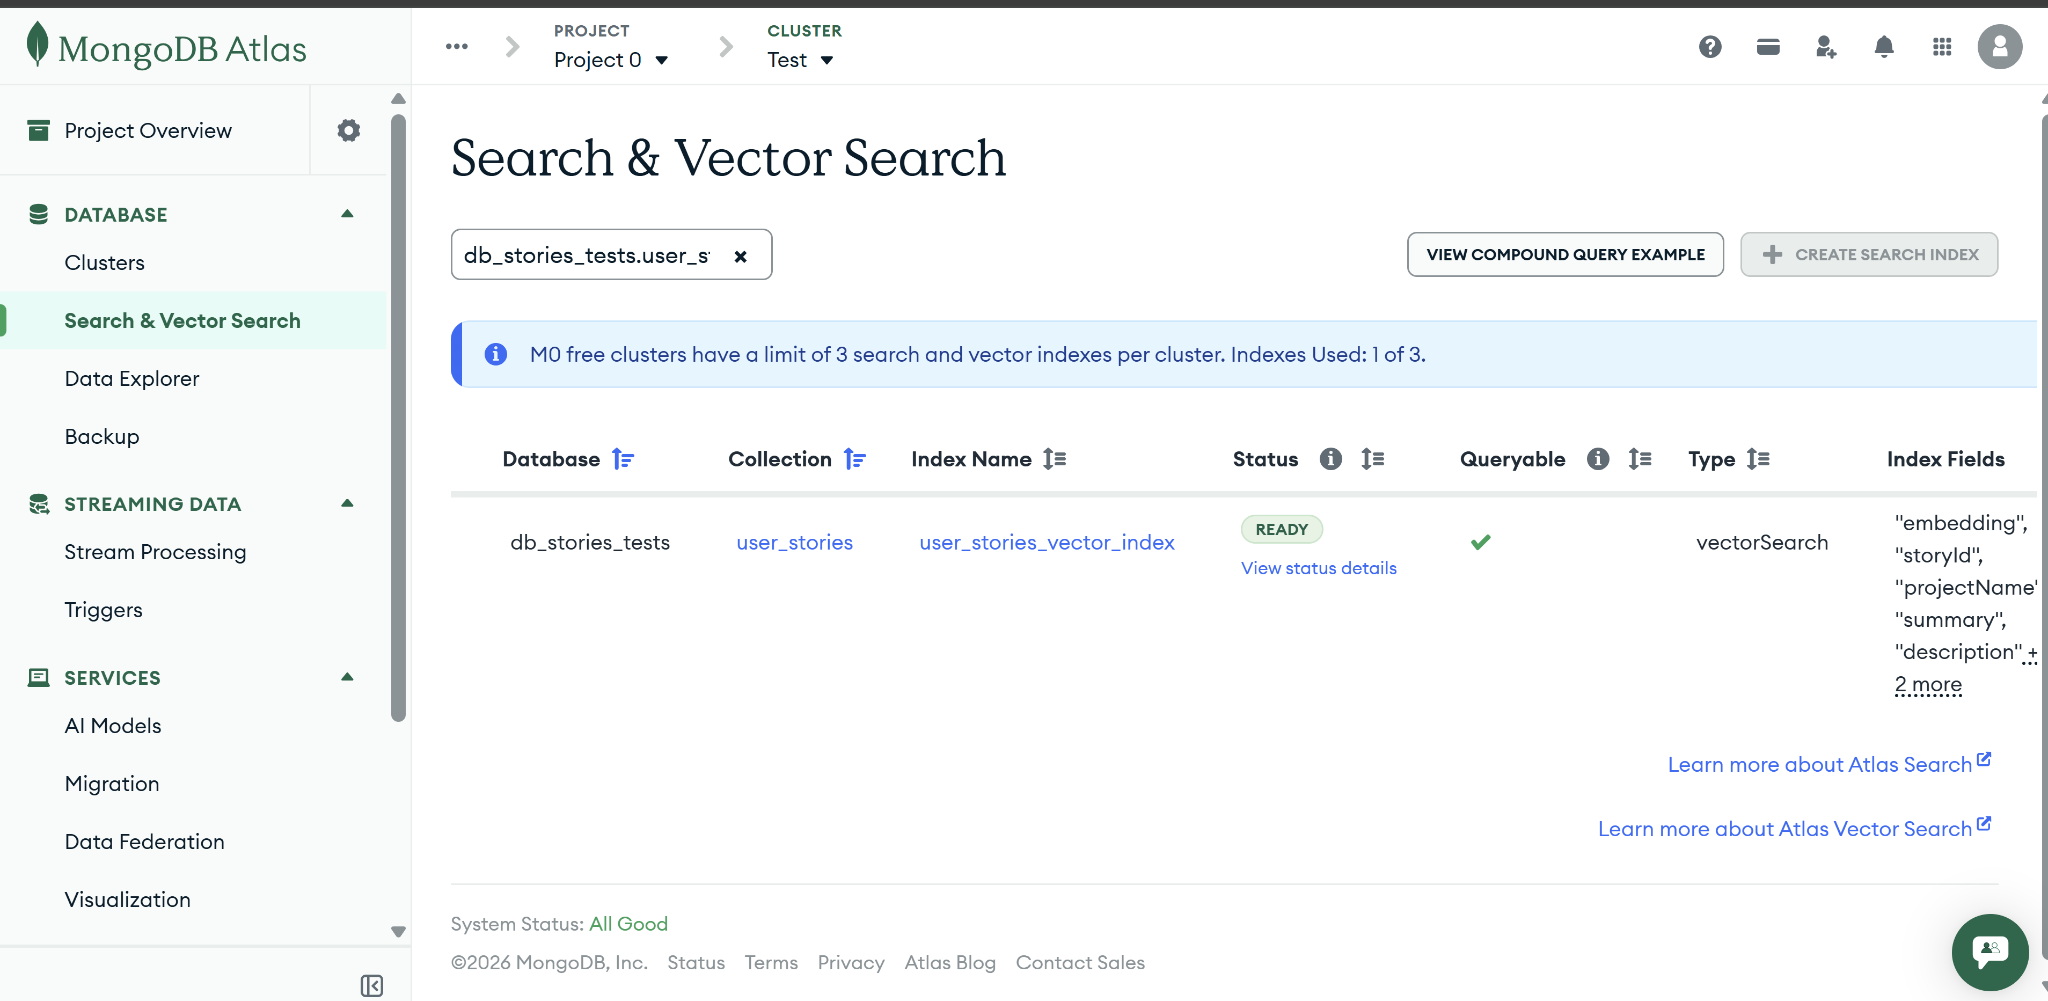 MongoDB Atlas
PROJECT
Project 0
CLUSTER
Test
Project Overview
DATABASE
Clusters
Search & Vector Search
Data Explorer
Backup
STREAMING DATA
Stream Processing
Triggers
SERVICES
AI Models
Migration
Data Federation
Visualization
Search & Vector Search
db_stories_tests.user_s
VIEW COMPOUND QUERY EXAMPLE
CREATE SEARCH INDEX
M0 free clusters have a limit of 3 search and vector indexes per cluster. Indexes Used: 1 of 3.
Database Collection Index Name Status Queryable Type Index Fields
db_stories_tests user_stories user_stories_vector_index READY vectorSearch
View status details
"embedding",
"storyId",
"projectName"
"summary",
"description" +
2 more
Learn more about Atlas Search
Learn more about Atlas Vector Search
System Status: All Good
©2026 MongoDB, Inc. Status Terms Privacy Atlas Blog Contact Sales